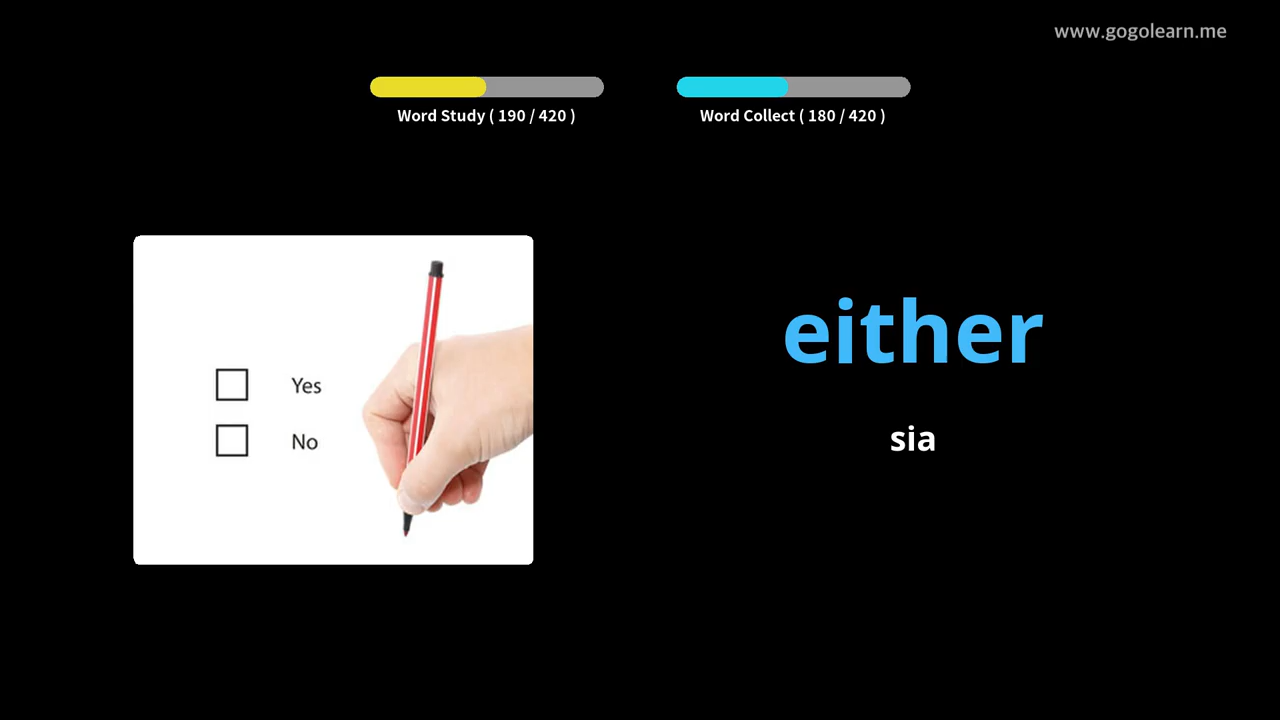 www.gogolearn.me
Word Study ( 190 / 420 )
Word Collect ( 180 / 420 )
Yes
No
either
sia